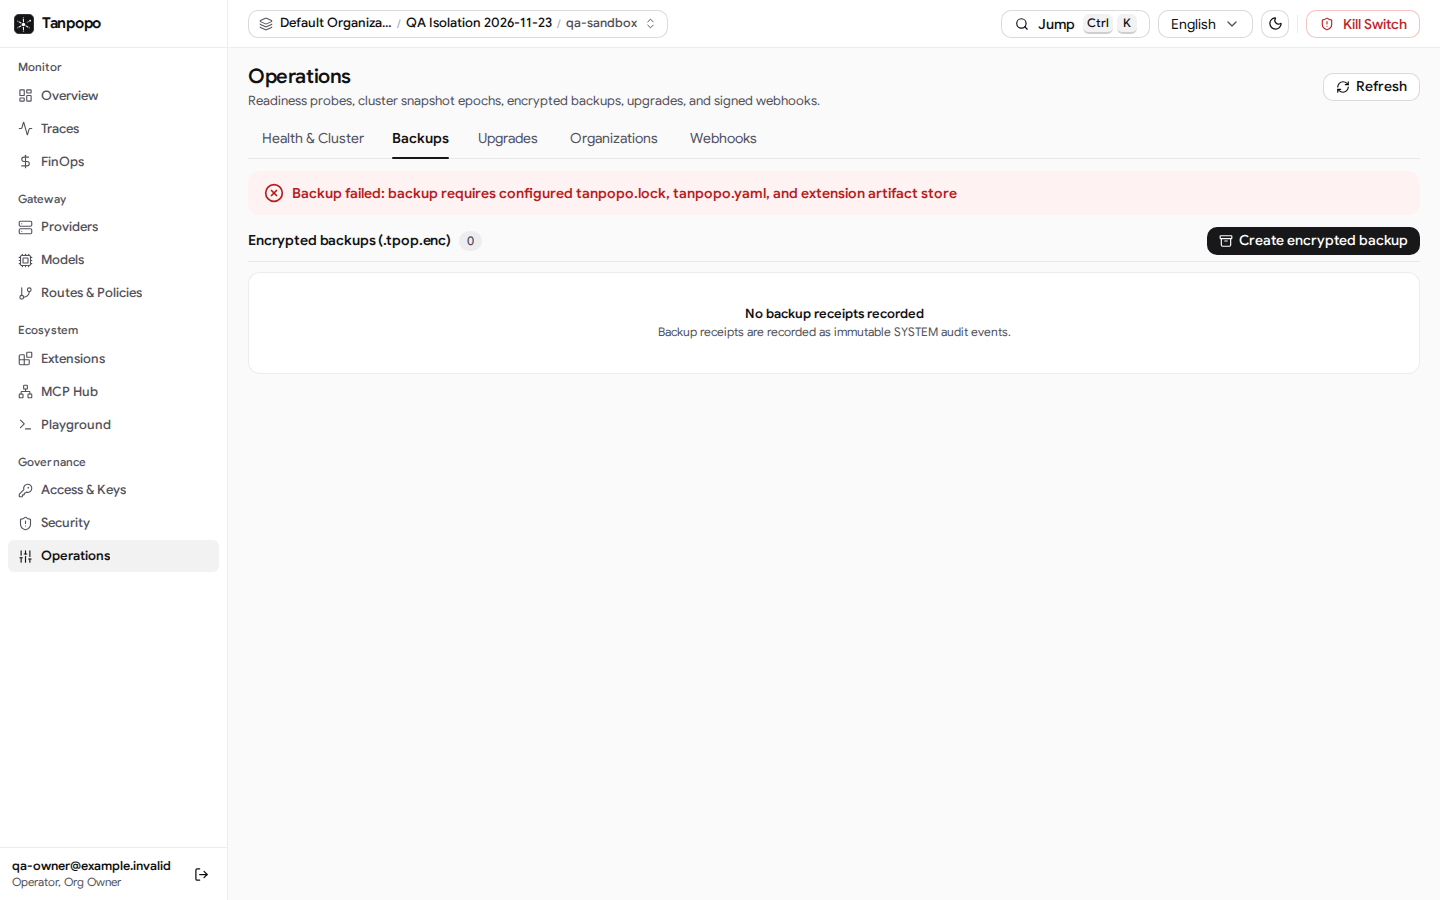 Tanpopo
Default Organiza... / QA Isolation 2026-11-23 / qa-sandbox
Jump Ctrl K
English
Kill Switch
Monitor
Overview
Traces
FinOps
Gateway
Providers
Models
Routes & Policies
Ecosystem
Extensions
MCP Hub
Playground
Governance
Access & Keys
Security
Operations
qa-owner@example.invalid
Operator, Org Owner
Operations
Readiness probes, cluster snapshot epochs, encrypted backups, upgrades, and signed webhooks.
Refresh
Health & Cluster Backups Upgrades Organizations Webhooks
Backup failed: backup requires configured tanpopo.lock, tanpopo.yaml, and extension artifact store
Encrypted backups (.tpop.enc) 0
Create encrypted backup
No backup receipts recorded
Backup receipts are recorded as immutable SYSTEM audit events.